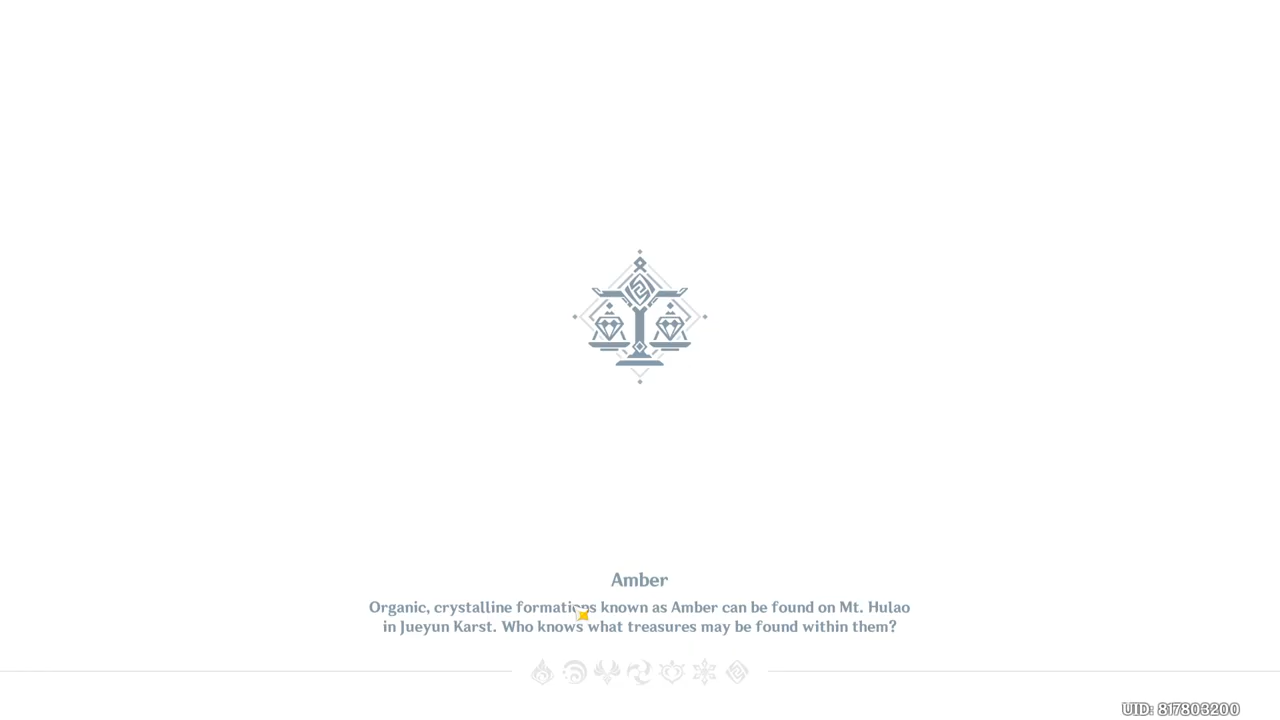 Amber
Organic, crystalline formations known as Amber can be found on Mt. Hulao
in Jueyun Karst. Who knows what treasures may be found within them?
UID: 817803200